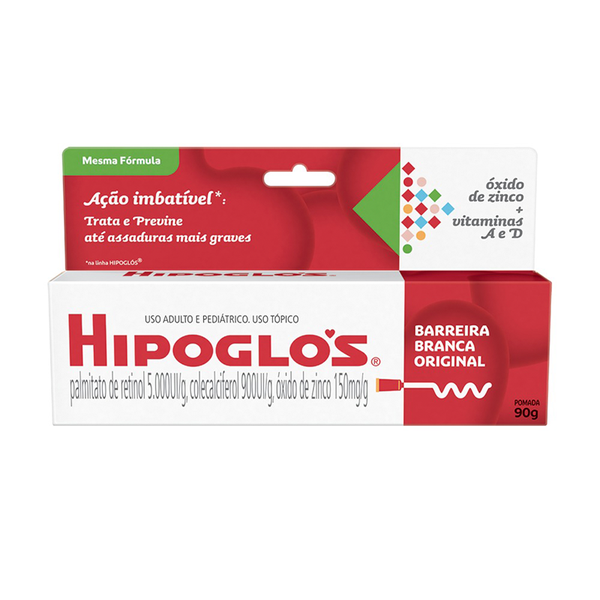 Mesma Fórmula
Ação imbatível*:
Trata e Previne
até assaduras mais graves
*na linha HIPOGLÓS®
óxido
de zinco
+
vitaminas
A e D
HIPOGLÓS
USO ADULTO E PEDIÁTRICO. USO TÓPICO
HIPOGLÓS®
palmitato de retinol 5.000UI/g, colecalciferol 900UI/g, óxido de zinco 150mg/g
BARREIRA
BRANCA
ORIGINAL
POMADA
90g